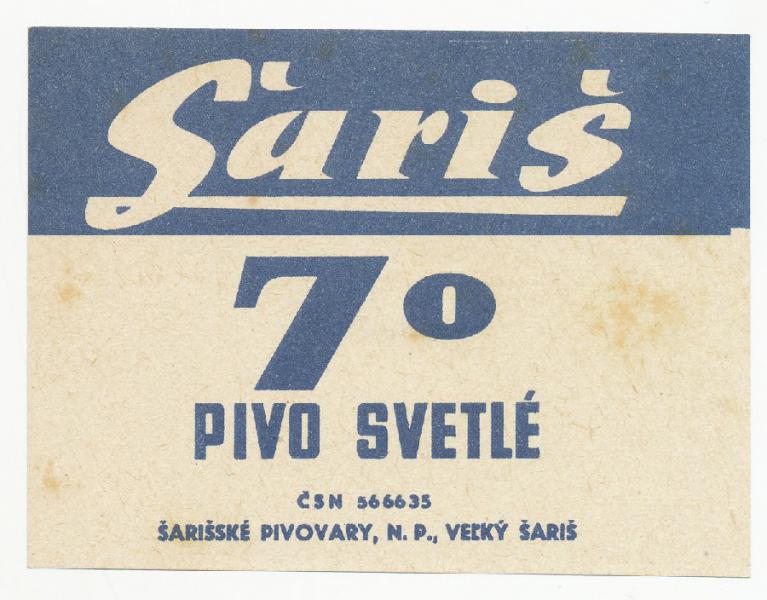 Šariš
7°
PIVO SVETLÉ
ČSN 566635
ŠARIŠSKÉ PIVOVARY, N. P., VEĽKÝ ŠARIŠ